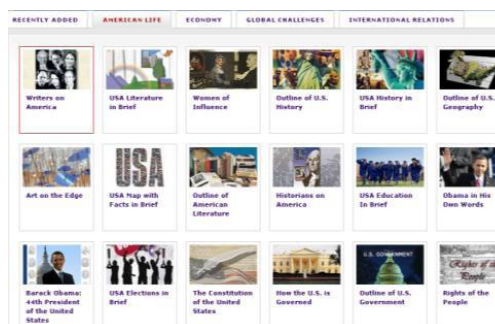 RECENTLY ADDED
AMERICAN LIFE
ECONOMY
GLOBAL CHALLENGES
INTERNATIONAL RELATIONS
Writers on
America
USA Literature
in Brief
Women of
Influence
Outline of U.S.
History
USA History in
Brief
Outline of U.S.
Geography
USA
Art on the Edge
USA Map with
Facts in Brief
Outline of
American
Literature
Historians on
America
USA Education
In Brief
Obama in His
Own Words
U.S. GOVERNMENT
Rights of the
People
Barack Obama:
44th President
of the United
States
USA Elections in
Brief
The Constitution
of the United
States
How the U.S. is
Governed
Outline of U.S.
Government
Rights of the
People